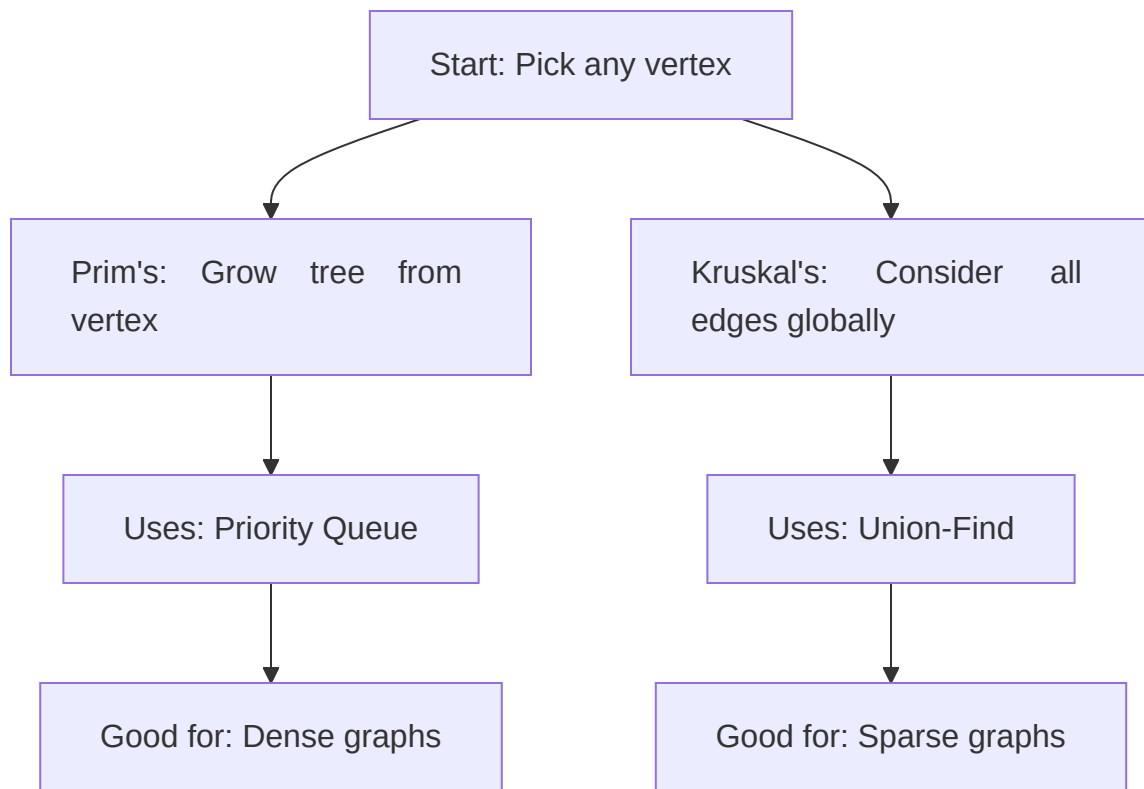 Start: Pick any vertex
Prim's: Grow tree from
vertex
Kruskal's: Consider all
edges globally
Uses: Priority Queue
Uses: Union-Find
Good for: Dense graphs
Good for: Sparse graphs